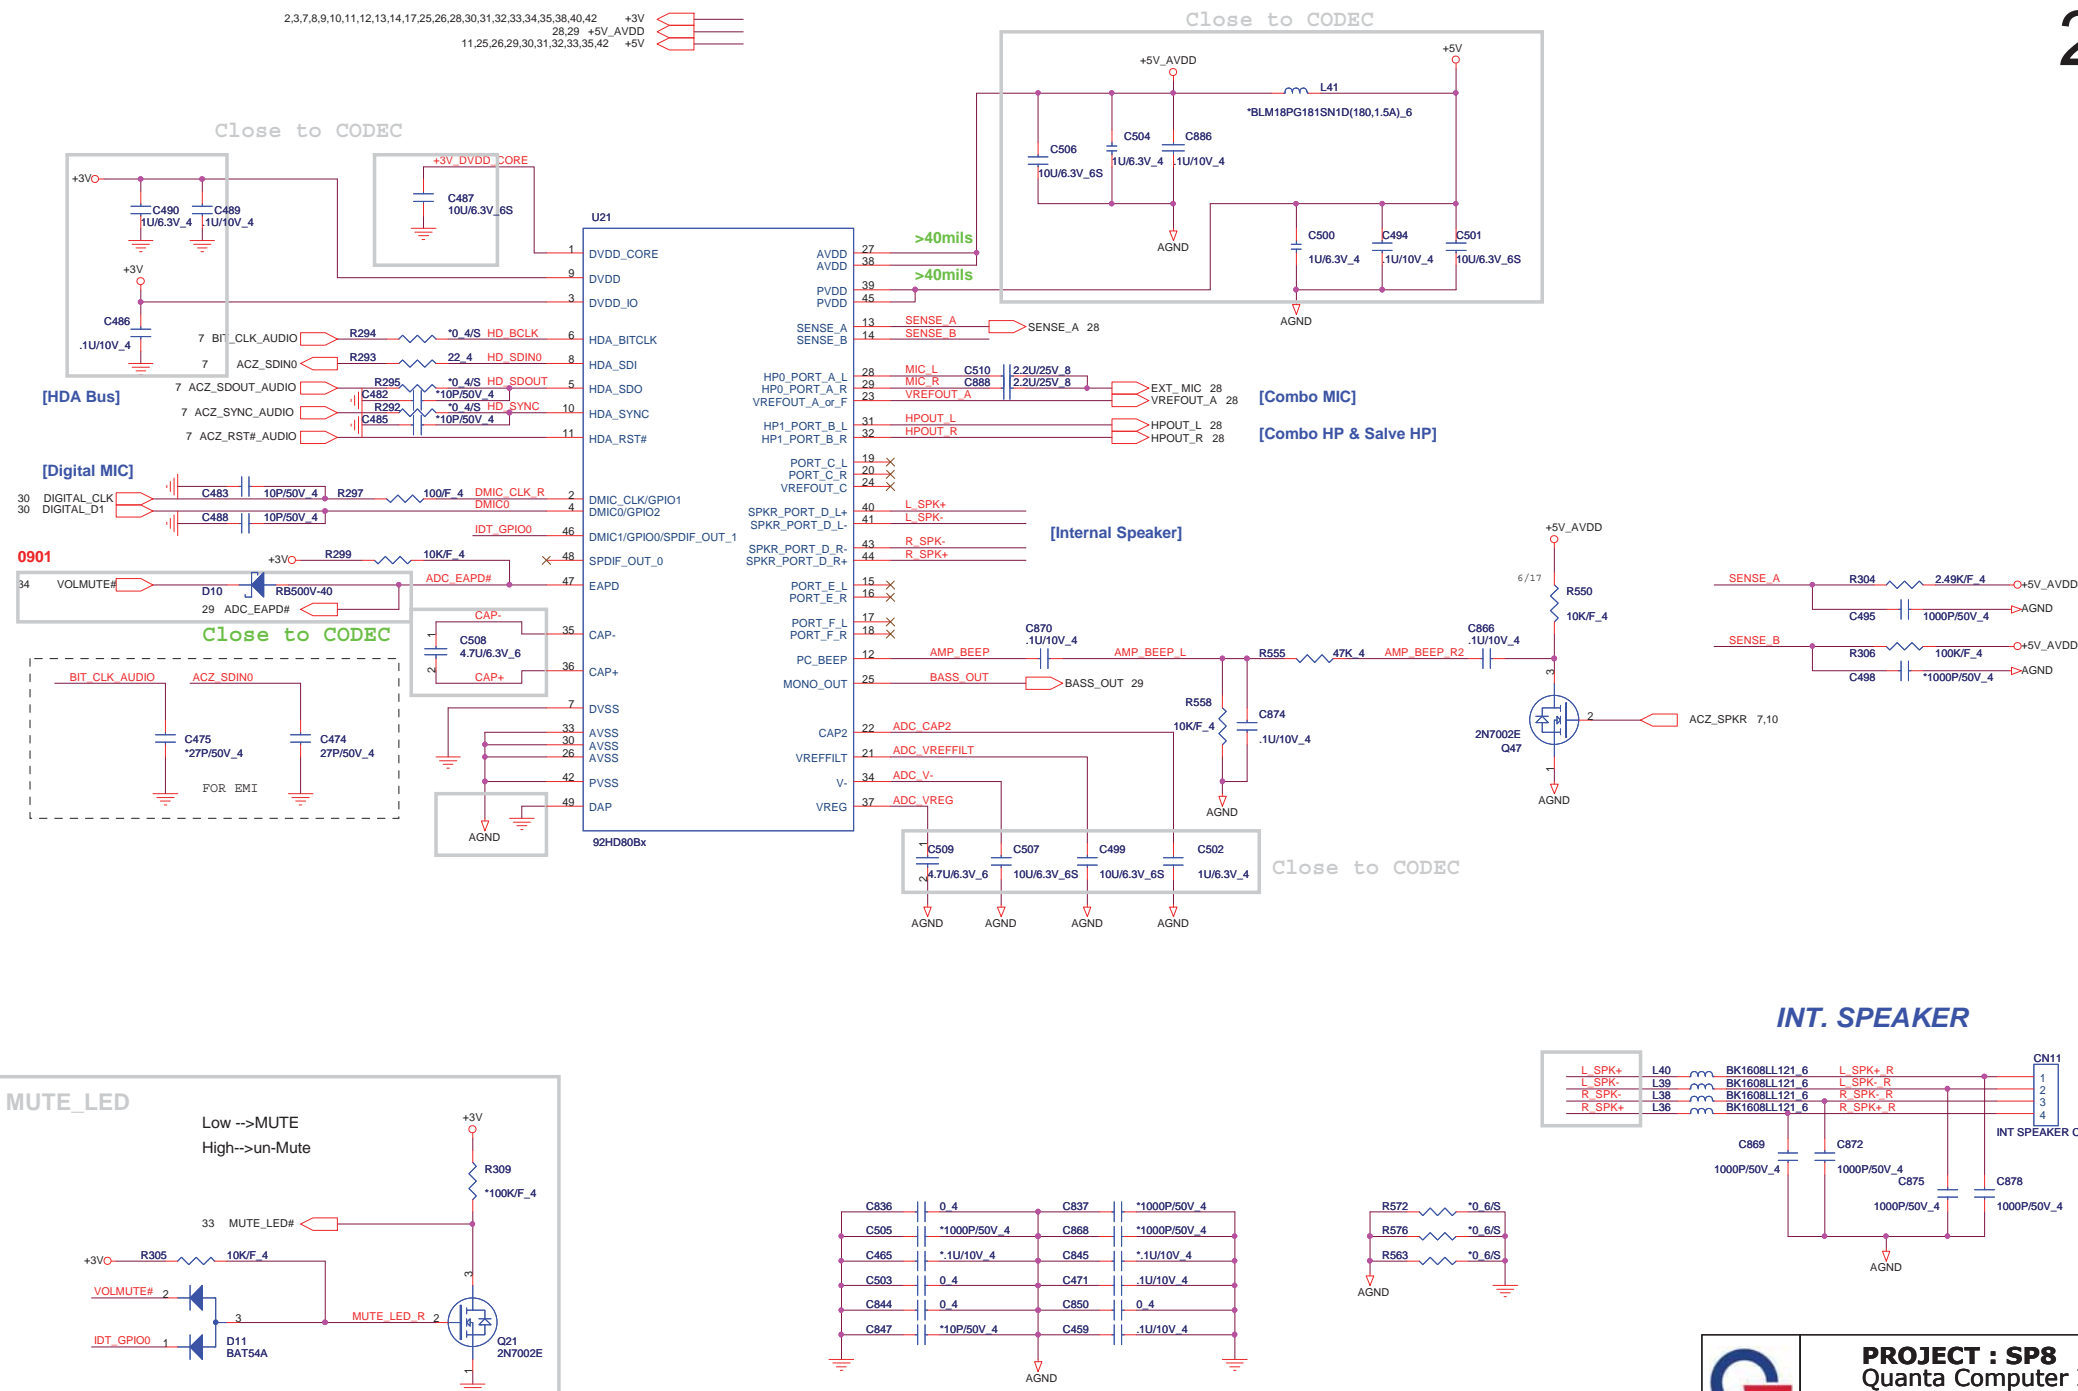 2,3,7,8,9,10,11,12,13,14,17,25,26,28,30,31,32,33,34,35,38,40,42 +3V
28,29 +5V_AVDD
11,25,26,29,30,31,32,33,35,42 +5V
Close to CODEC
+5V_AVDD
+5V
L41
*BLM18PG181SN1D(180,1.5A)_6
C506
10U/6.3V_6S
C504
1U/6.3V_4
C886
.1U/10V_4
AGND
C500
1U/6.3V_4
C494
.1U/10V_4
C501
10U/6.3V_6S
AGND
Close to CODEC
+3V
C490
1U/6.3V_4
C489
.1U/10V_4
+3V
C486
.1U/10V_4
+3V_DVDD_CORE
C487
10U/6.3V_6S
U21
1 DVDD_CORE
9 DVDD
3 DVDD_IO
7 BIT_CLK_AUDIO R294 *0_4/S HD_BCLK 6 HDA_BITCLK
7 ACZ_SDIN0 R293 22_4 HD_SDIN0 8 HDA_SDI
7 ACZ_SDOUT_AUDIO R295 *0_4/S HD_SDOUT 5 HDA_SDO
C482 *10P/50V_4
7 ACZ_SYNC_AUDIO R292 *0_4/S HD_SYNC 10 HDA_SYNC
C485 *10P/50V_4
7 ACZ_RST#_AUDIO 11 HDA_RST#
[HDA Bus]
[Digital MIC]
C483 10P/50V_4
30 DIGITAL_CLK R297 100/F_4 DMIC_CLK_R 2 DMIC_CLK/GPIO1
30 DIGITAL_D1 DMIC0 4 DMIC0/GPIO2
C488 10P/50V_4
IDT_GPIO0 46 DMIC1/GPIO0/SPDIF_OUT_1
48 SPDIF_OUT_0
0901
+3V R299 10K/F_4
34 VOLMUTE# D10 RB500V-40 ADC_EAPD# 47 EAPD
29 ADC_EAPD#
Close to CODEC
CAP- 35 CAP-
1
C508
4.7U/6.3V_6
2
CAP+ 36 CAP+
7 DVSS
33 AVSS
30 AVSS
26 AVSS
42 PVSS
49 DAP
AGND
92HD80Bx
BIT_CLK_AUDIO
ACZ_SDIN0
C475
*27P/50V_4
C474
27P/50V_4
FOR EMI
>40mils
AVDD 27
AVDD 38
>40mils
PVDD 39
PVDD 45
SENSE_A 13 SENSE_A SENSE_A 28
SENSE_B 14 SENSE_B
HP0_PORT_A_L 28 MIC_L C510 2.2U/25V_8
HP0_PORT_A_R 29 MIC_R C888 2.2U/25V_8 EXT_MIC 28
VREFOUT_A_or_F 23 VREFOUT_A VREFOUT_A 28
[Combo MIC]
HP1_PORT_B_L 31 HPOUT_L HPOUT_L 28
HP1_PORT_B_R 32 HPOUT_R HPOUT_R 28
[Combo HP & Salve HP]
PORT_C_L 19
PORT_C_R 20
VREFOUT_C 24
SPKR_PORT_D_L+ 40 L_SPK+
SPKR_PORT_D_L- 41 L_SPK-
[Internal Speaker]
SPKR_PORT_D_R- 43 R_SPK-
SPKR_PORT_D_R+ 44 R_SPK+
PORT_E_L 15
PORT_E_R 16
PORT_F_L 17
PORT_F_R 18
PC_BEEP 12 AMP_BEEP C870 .1U/10V_4 AMP_BEEP_L R555 47K_4 AMP_BEEP_R2 C866 .1U/10V_4
MONO_OUT 25 BASS_OUT BASS_OUT 29
R558
10K/F_4
C874
.1U/10V_4
AGND
CAP2 22 ADC_CAP2
VREFFILT 21 ADC_VREFFILT
V- 34 ADC_V-
VREG 37 ADC_VREG
1
C509
4.7U/6.3V_6
2
C507
10U/6.3V_6S
C499
10U/6.3V_6S
C502
1U/6.3V_4
Close to CODEC
AGND AGND AGND AGND
+5V_AVDD
6/17
R550
10K/F_4
3
2N7002E
Q47
2
1
ACZ_SPKR 7,10
AGND
SENSE_A R304 2.49K/F_4 +5V_AVDD
C495 1000P/50V_4 AGND
SENSE_B R306 100K/F_4 +5V_AVDD
C498 *1000P/50V_4 AGND
INT. SPEAKER
L_SPK+ L40 BK1608LL121_6 L_SPK+_R
L_SPK- L39 BK1608LL121_6 L_SPK-_R
R_SPK- L38 BK1608LL121_6 R_SPK-_R
R_SPK+ L36 BK1608LL121_6 R_SPK+_R
CN11
1
2
3
4
INT SPEAKER C
C869
1000P/50V_4
C872
1000P/50V_4
C875
1000P/50V_4
C878
1000P/50V_4
AGND
MUTE_LED
Low -->MUTE
High-->un-Mute
+3V
R309
*100K/F_4
33 MUTE_LED#
+3V R305 10K/F_4
VOLMUTE# 2
3 MUTE_LED_R 2
IDT_GPIO0 1
D11
BAT54A
3
Q21
2N7002E
1
C836 0_4 C837 *1000P/50V_4
C505 *1000P/50V_4 C868 *1000P/50V_4
C465 *.1U/10V_4 C845 *.1U/10V_4
C503 0_4 C471 .1U/10V_4
C844 0_4 C850 0_4
C847 *10P/50V_4 C459 .1U/10V_4
AGND
R572 *0_6/S
R576 *0_6/S
R563 *0_6/S
AGND
PROJECT : SP8
Quanta Computer